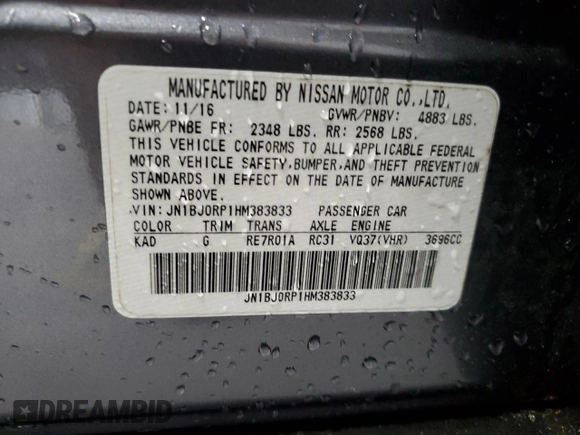 MANUFACTURED BY NISSAN MOTOR CO.,LTD.
DATE: 11/16 GVWR/PNBV: 4883 LBS.
GAWR/PNBE FR: 2348 LBS. RR: 2568 LBS.
THIS VEHICLE CONFORMS TO ALL APPLICABLE FEDERAL
MOTOR VEHICLE SAFETY,BUMPER,AND THEFT PREVENTION
STANDARDS IN EFFECT ON THE DATE OF MANUFACTURE
SHOWN ABOVE.
VIN: JN1BJ0RP1HM383833 PASSENGER CAR
COLOR TRIM TRANS AXLE ENGINE
KAD G RE7R01A RC31 VQ37(VHR) 3696CC
JN1BJ0RP1HM383833
DREAMBID